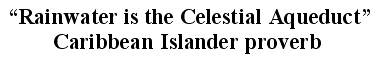 “Rainwater is the Celestial Aqueduct”
Caribbean Islander proverb